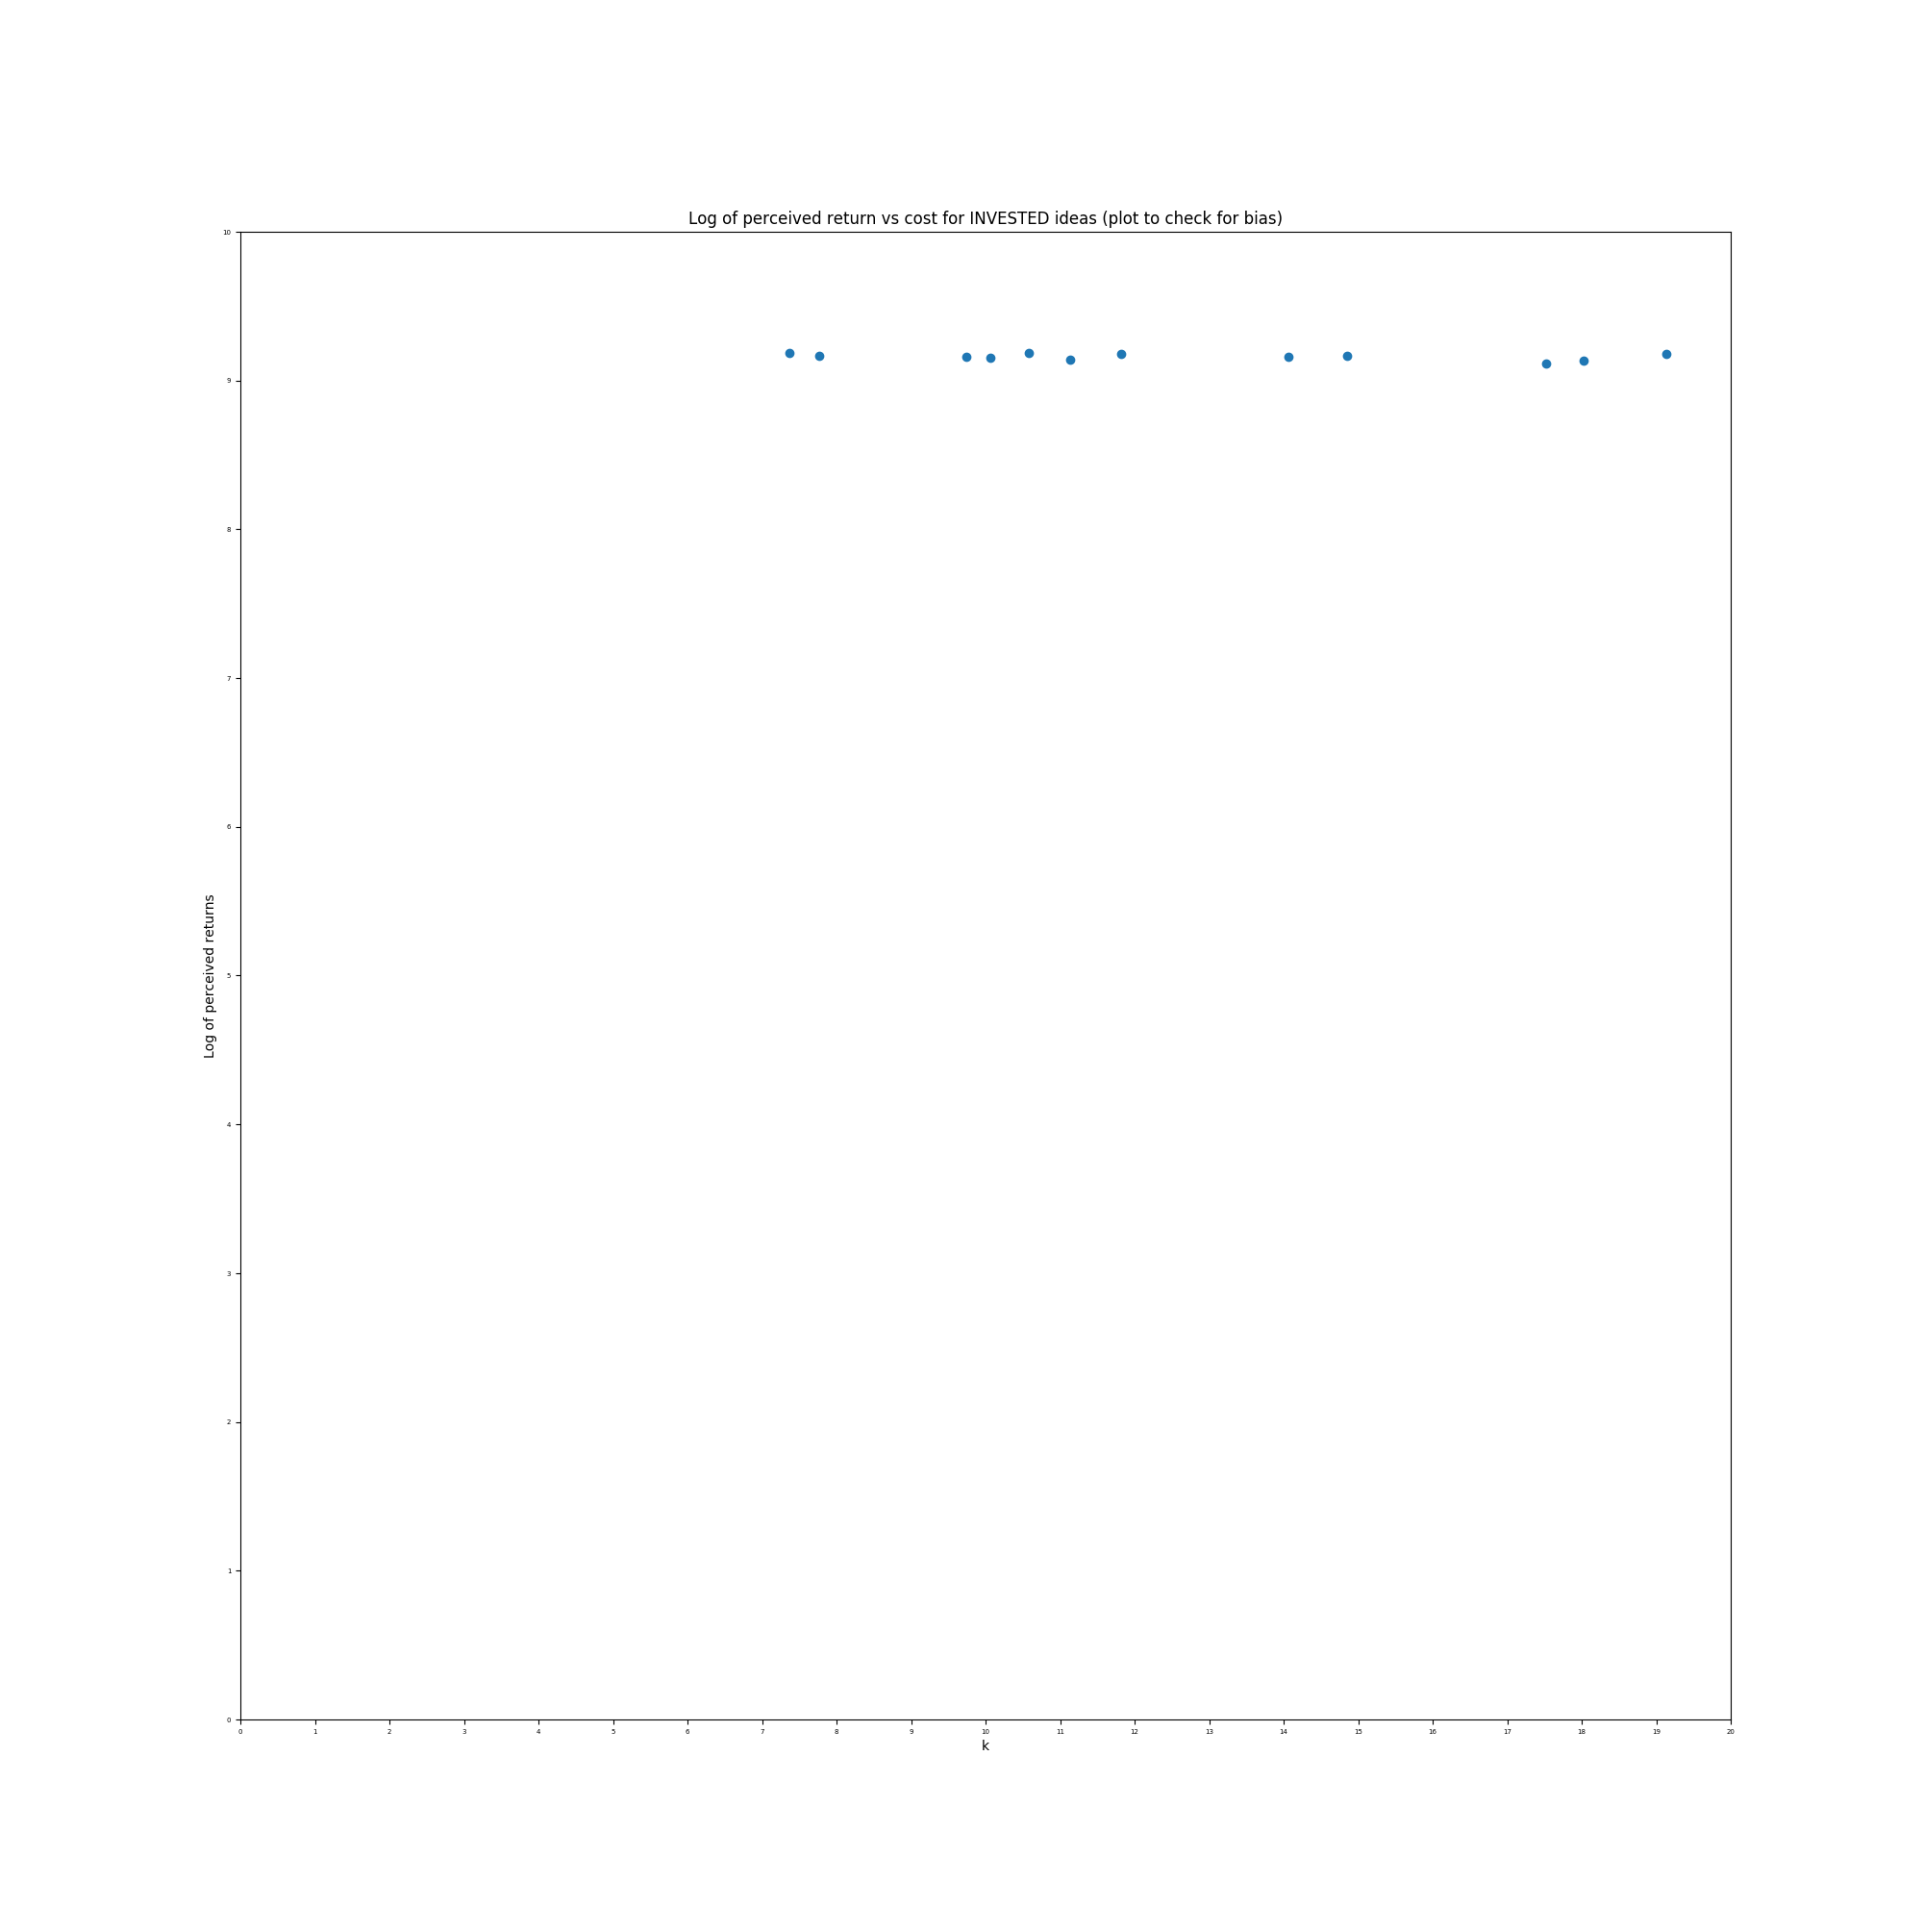 Log of perceived return vs cost for INVESTED ideas (plot to check for bias)
10
9
8
7
6
5
4
3
2
1
0
Log of perceived returns
0 1 2 3 4 5 6 7 8 9 10 11 12 13 14 15 16 17 18 19 20
k